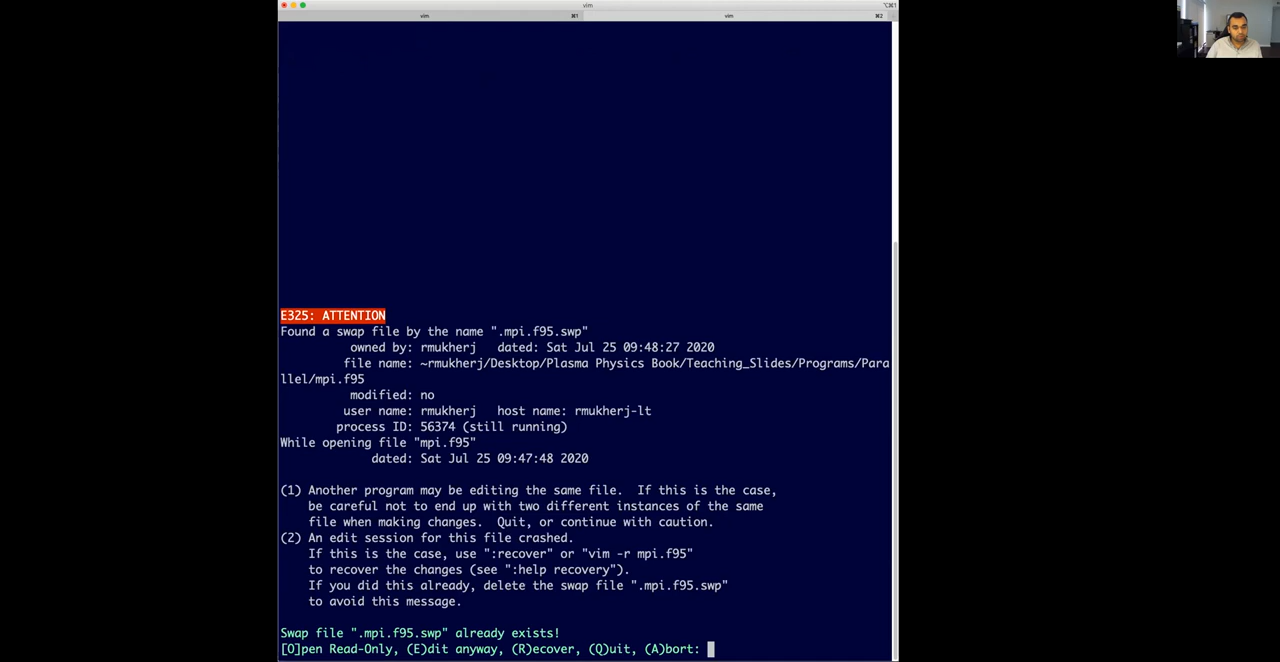 vim
⌥⌘1
vim
⌘1
vim
⌘2
E325: ATTENTION
Found a swap file by the name ".mpi.f95.swp"
owned by: rmukherj   dated: Sat Jul 25 09:48:27 2020
file name: ~rmukherj/Desktop/Plasma Physics Book/Teaching_Slides/Programs/Para
llel/mpi.f95
modified: no
user name: rmukherj   host name: rmukherj-lt
process ID: 56374 (still running)
While opening file "mpi.f95"
dated: Sat Jul 25 09:47:48 2020
(1) Another program may be editing the same file.  If this is the case,
be careful not to end up with two different instances of the same
file when making changes.  Quit, or continue with caution.
(2) An edit session for this file crashed.
If this is the case, use ":recover" or "vim -r mpi.f95"
to recover the changes (see ":help recovery").
If you did this already, delete the swap file ".mpi.f95.swp"
to avoid this message.
Swap file ".mpi.f95.swp" already exists!
[O]pen Read-Only, (E)dit anyway, (R)ecover, (Q)uit, (A)bort: